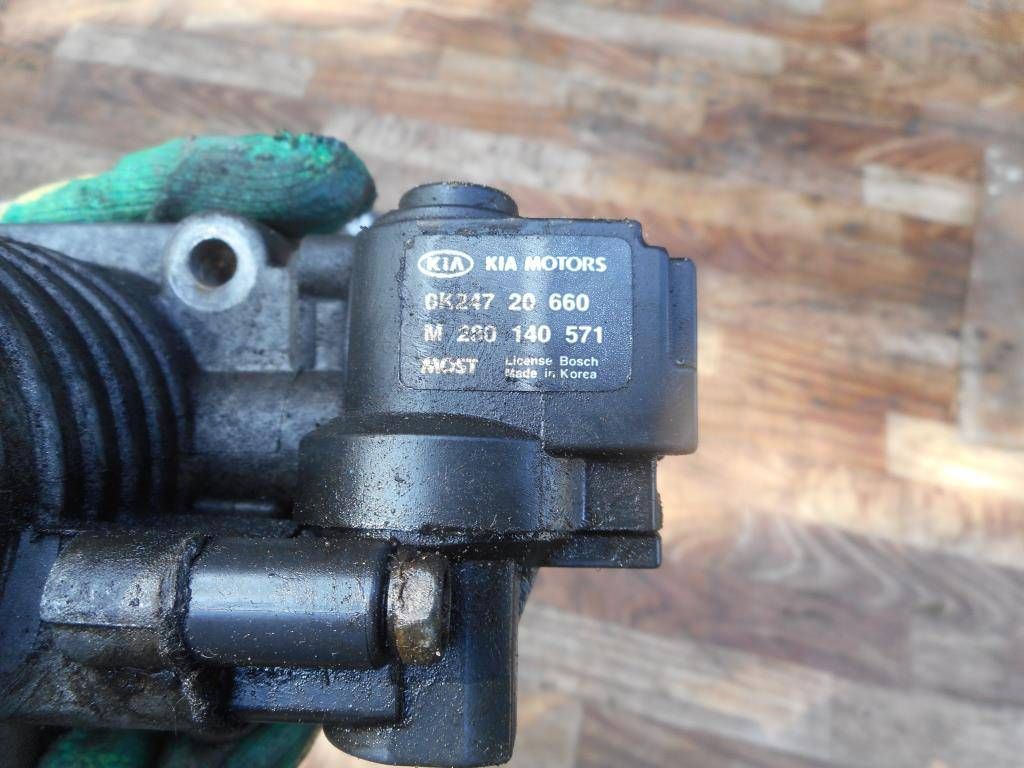 KIA KIA MOTORS
0K247 20 660
M 280 140 571
MOST License Bosch
Made in Korea